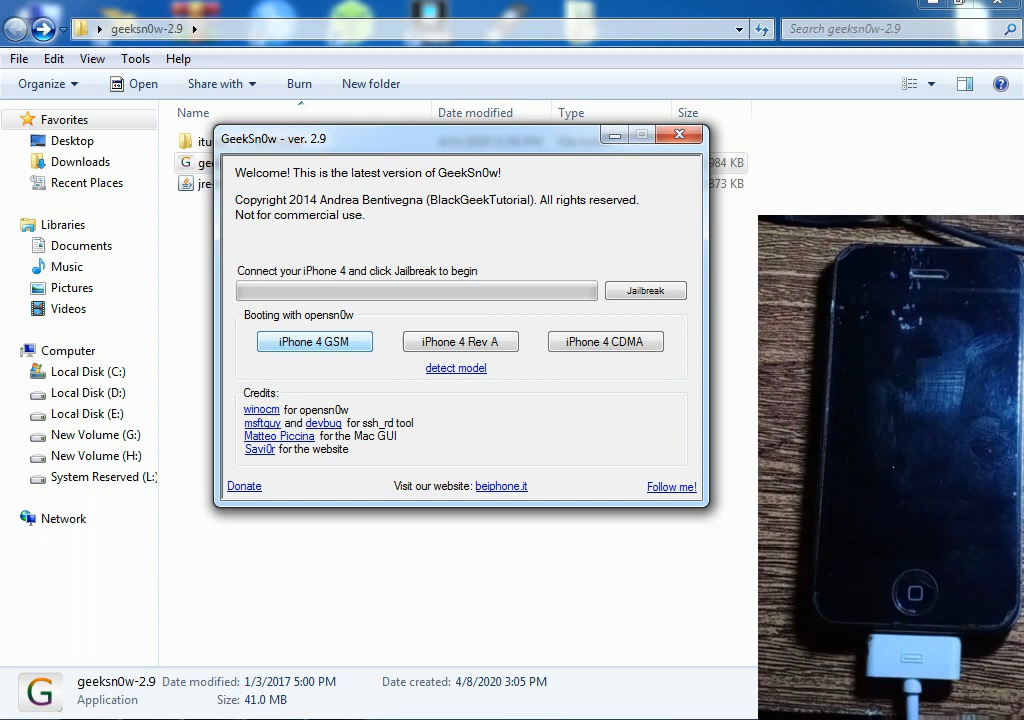 geeksn0w-2.9
Search geeksn0w-2.9
File Edit View Tools Help
Organize Open Share with Burn New folder
Name Date modified Type Size
Favorites
Desktop
Downloads
Recent Places
Libraries
Documents
Music
Pictures
Videos
Computer
Local Disk (C:)
Local Disk (D:)
Local Disk (E:)
New Volume (G:)
New Volume (H:)
System Reserved (L:)
Network
itu
gee 984 KB
jre- 873 KB
GeekSn0w - ver. 2.9
Welcome! This is the latest version of GeekSn0w!
Copyright 2014 Andrea Bentivegna (BlackGeekTutorial). All rights reserved.
Not for commercial use.
Connect your iPhone 4 and click Jailbreak to begin
Jailbreak
Booting with opensn0w
iPhone 4 GSM iPhone 4 Rev A iPhone 4 CDMA
detect model
Credits:
winocm for opensn0w
msftguy and devbug for ssh_rd tool
Matteo Piccina for the Mac GUI
Savi0r for the website
Donate Visit our website: beiphone.it Follow me!
geeksn0w-2.9 Date modified: 1/3/2017 5:00 PM Date created: 4/8/2020 3:05 PM
Application Size: 41.0 MB